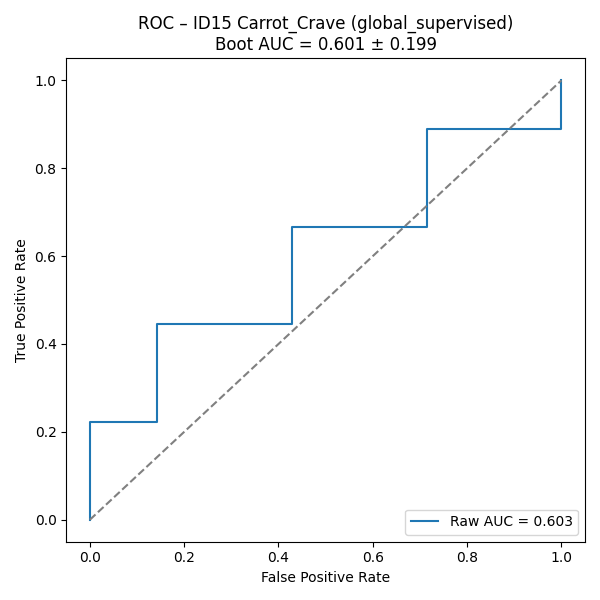 ROC – ID15 Carrot_Crave (global_supervised)
Boot AUC = 0.601 ± 0.199
True Positive Rate
1.0
0.8
0.6
0.4
0.2
0.0
Raw AUC = 0.603
0.0 0.2 0.4 0.6 0.8 1.0
False Positive Rate